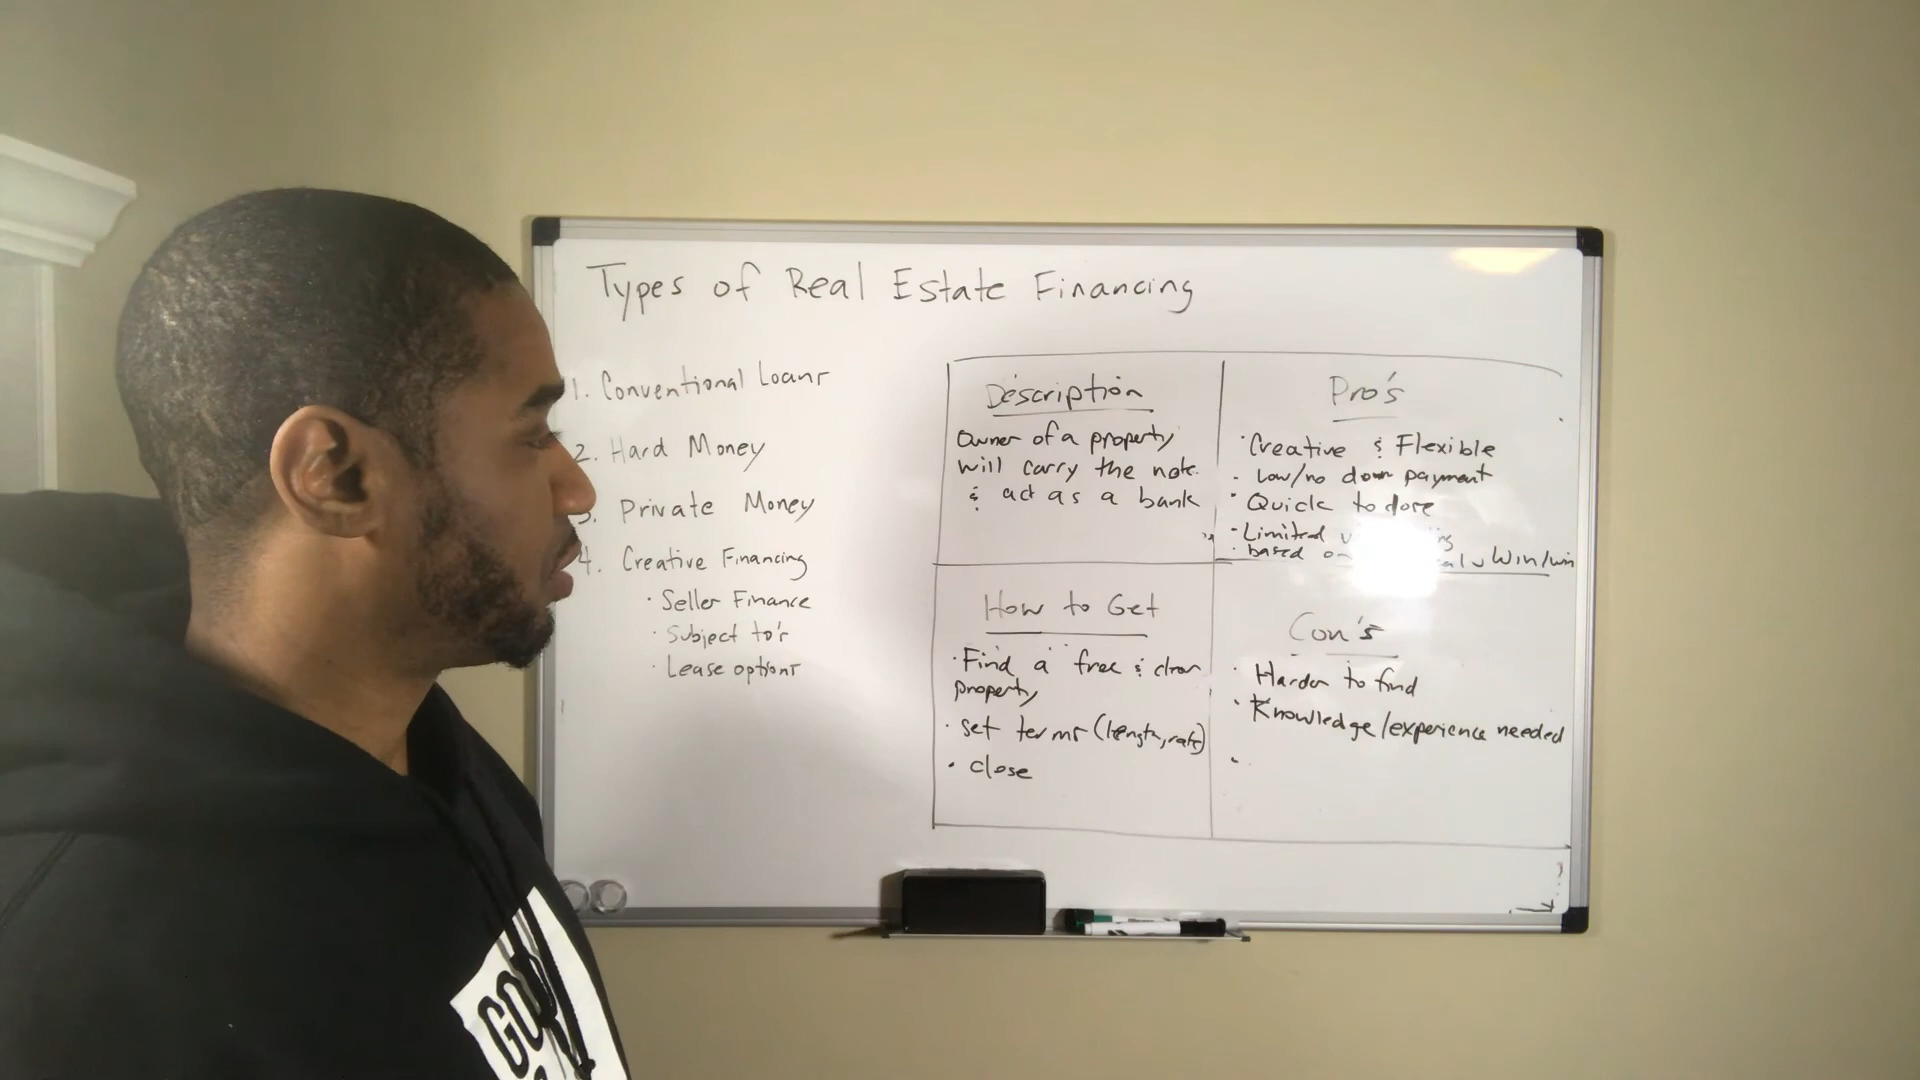 Types of Real Estate Financing
1. Conventional Loans
2. Hard Money
3. Private Money
4. Creative Financing
· Seller Finance
· Subject to's
· Lease options
Description
Owner of a property
will carry the note
& act as a bank
Pro's
· Creative & Flexible
· Low/no down payment
· Quick to close
· Limited
· based Win/win
How to Get
· Find a free & clear
property
· set terms (length, rate)
· close
Con's
· Harder to find
· Knowledge/experience needed
·
GO